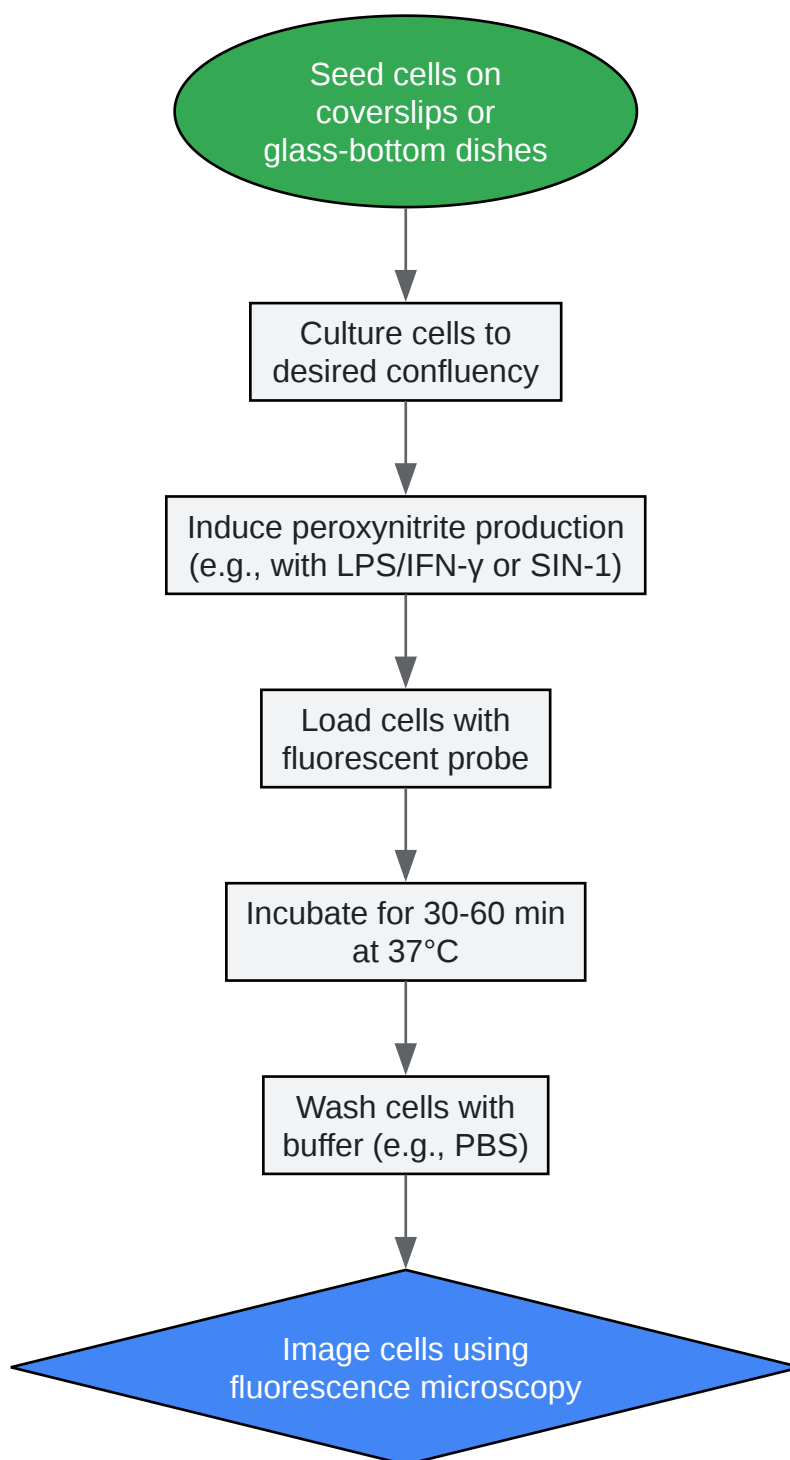 Seed cells on
coverslips or
glass-bottom dishes
Culture cells to
desired confluency
Induce peroxynitrite production
(e.g., with LPS/IFN-γ or SIN-1)
Load cells with
fluorescent probe
Incubate for 30-60 min
at 37°C
Wash cells with
buffer (e.g., PBS)
Image cells using
fluorescence microscopy